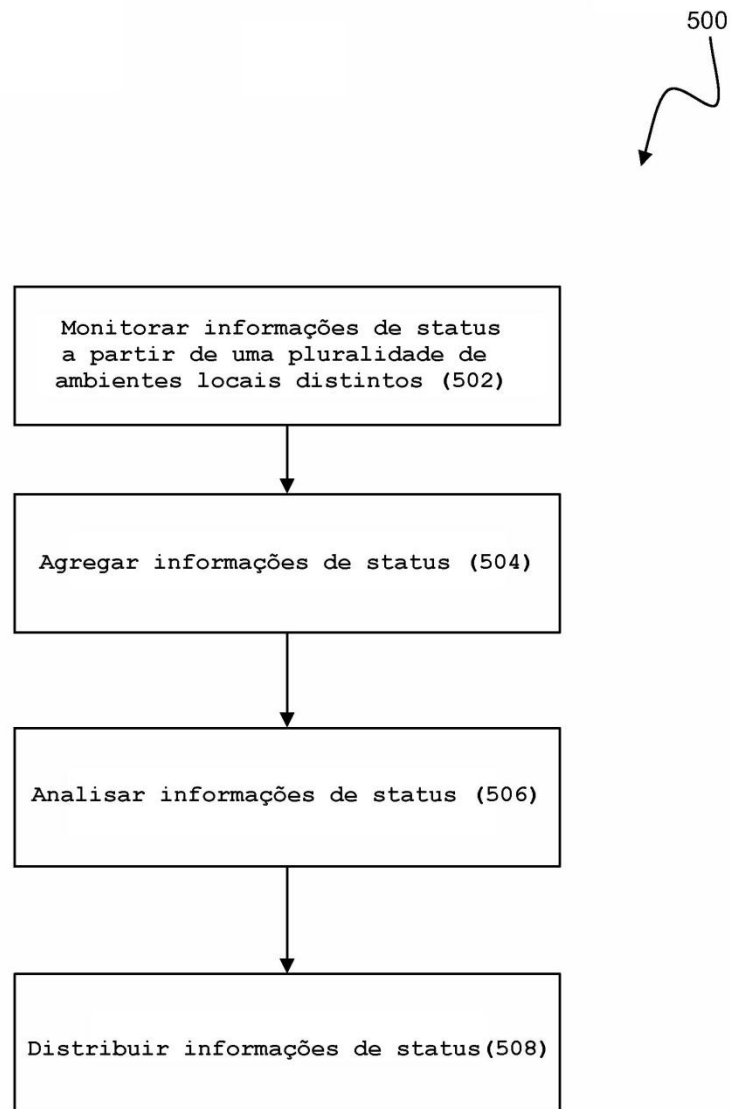 500
Monitorar informações de status
a partir de uma pluralidade de
ambientes locais distintos (502)
Agregar informações de status (504)
Analisar informações de status (506)
Distribuir informações de status(508)